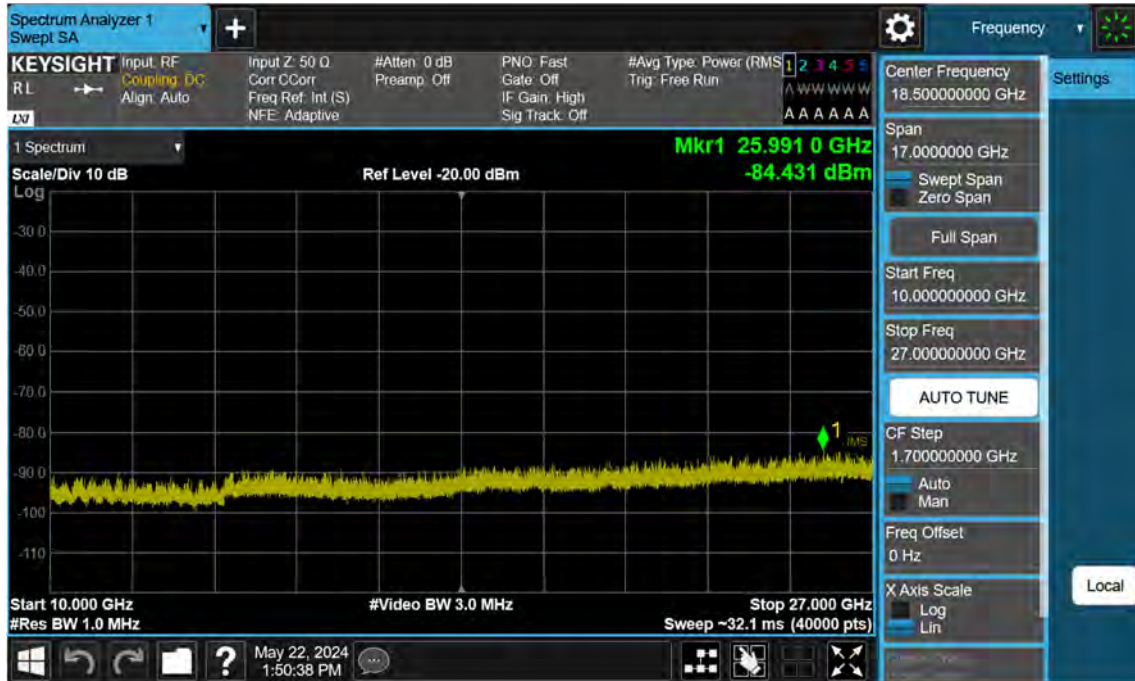 Spectrum Analyzer 1
Swept SA
Frequency
KEYSIGHT
RL
LXI
Input: RF
Coupling: DC
Align: Auto
Input Z: 50 Ω
Corr CCorr
Freq Ref: Int (S)
NFE: Adaptive
#Atten: 0 dB
Preamp: Off
PNO: Fast
Gate: Off
IF Gain: High
Sig Track: Off
#Avg Type: Power (RMS
Trig: Free Run
1 2 3 4 5 6
W W W W W
A A A A A A
1 Spectrum
Scale/Div 10 dB
Log
Ref Level -20.00 dBm
Mkr1 25.991 0 GHz
-84.431 dBm
-30.0
-40.0
-50.0
-60.0
-70.0
-80.0
-90.0
-100
-110
1
Start 10.000 GHz
#Res BW 1.0 MHz
#Video BW 3.0 MHz
Stop 27.000 GHz
Sweep ~32.1 ms (40000 pts)
May 22, 2024
1:50:38 PM
Center Frequency
18.500000000 GHz
Span
17.0000000 GHz
Swept Span
Zero Span
Full Span
Start Freq
10.000000000 GHz
Stop Freq
27.000000000 GHz
AUTO TUNE
CF Step
1.700000000 GHz
Auto
Man
Freq Offset
0 Hz
X Axis Scale
Log
Lin
Settings
Local